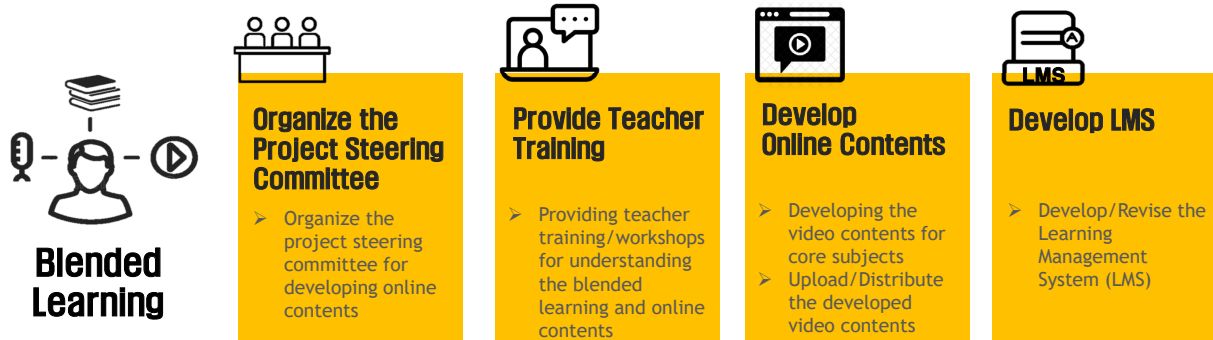 Blended
Learning
Organize the
Project Steering
Committee
➢ Organize the
project steering
committee for
developing online
contents
Provide Teacher
Training
➢ Providing teacher
training/workshops
for understanding
the blended
learning and online
contents
Develop
Online Contents
➢ Developing the
video contents for
core subjects
➢ Upload/Distribute
the developed
video contents
A
LMS
Develop LMS
➢ Develop/Revise the
Learning
Management
System (LMS)